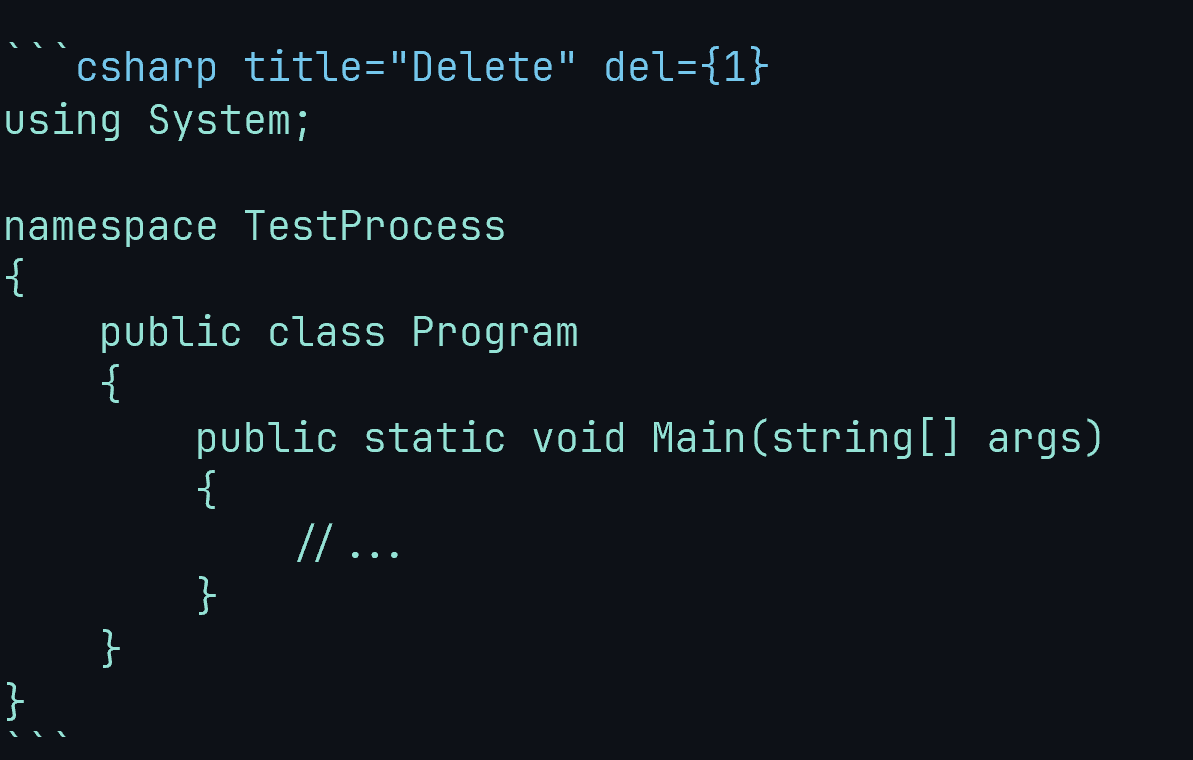 ```csharp title="Delete" del={1}
using System;

namespace TestProcess
{
    public class Program
    {
        public static void Main(string[] args)
        {
            //...
        }
    }
}
```